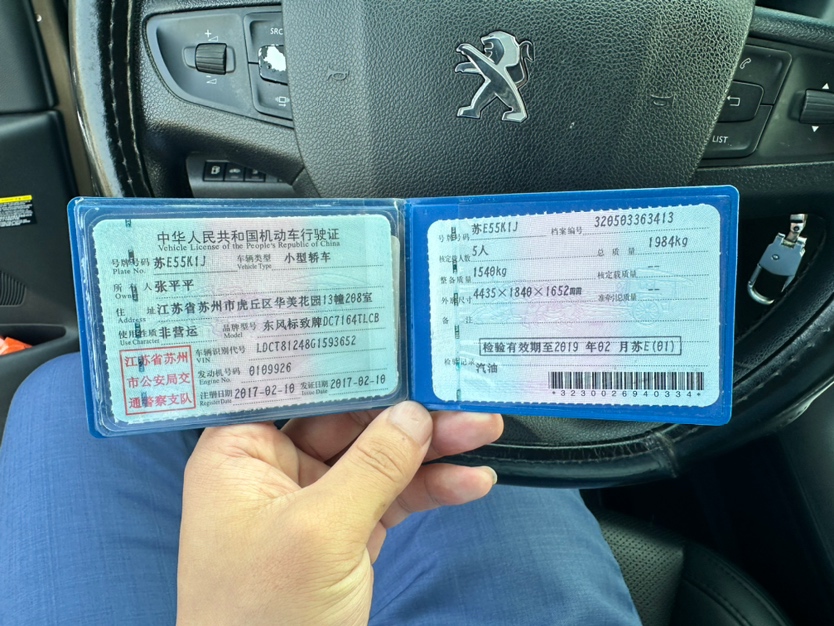 SRC
LIST
中华人民共和国机动车行驶证
Vehicle License of the People's Republic of China
号牌号码 苏E55K1J 车辆类型 小型轿车
Plate No. Vehicle Type
所有人 张平平
Owner
住址 江苏省苏州市虎丘区华美花园13幢208室
Address
使用性质 非营运 品牌型号 东风标致牌DC7164TLCB
Use Character Model
江苏省苏州
市公安局交
通警察支队
车辆识别代号 LDCT81248G1593652
VIN
发动机号码 0109926
Engine No.
注册日期 2017-02-10 发证日期 2017-02-10
Register Date Issue Date
号牌号码 苏E55K1J 档案编号 320503363413
核定载人数 5人 总质量 1984kg
整备质量 1540kg 核定载质量 --
外廓尺寸 4435×1840×1652mm 准牵引总质量 --
备注
检验有效期至2019 年02 月苏E(01)
检验记录
汽油
*3230026940334*